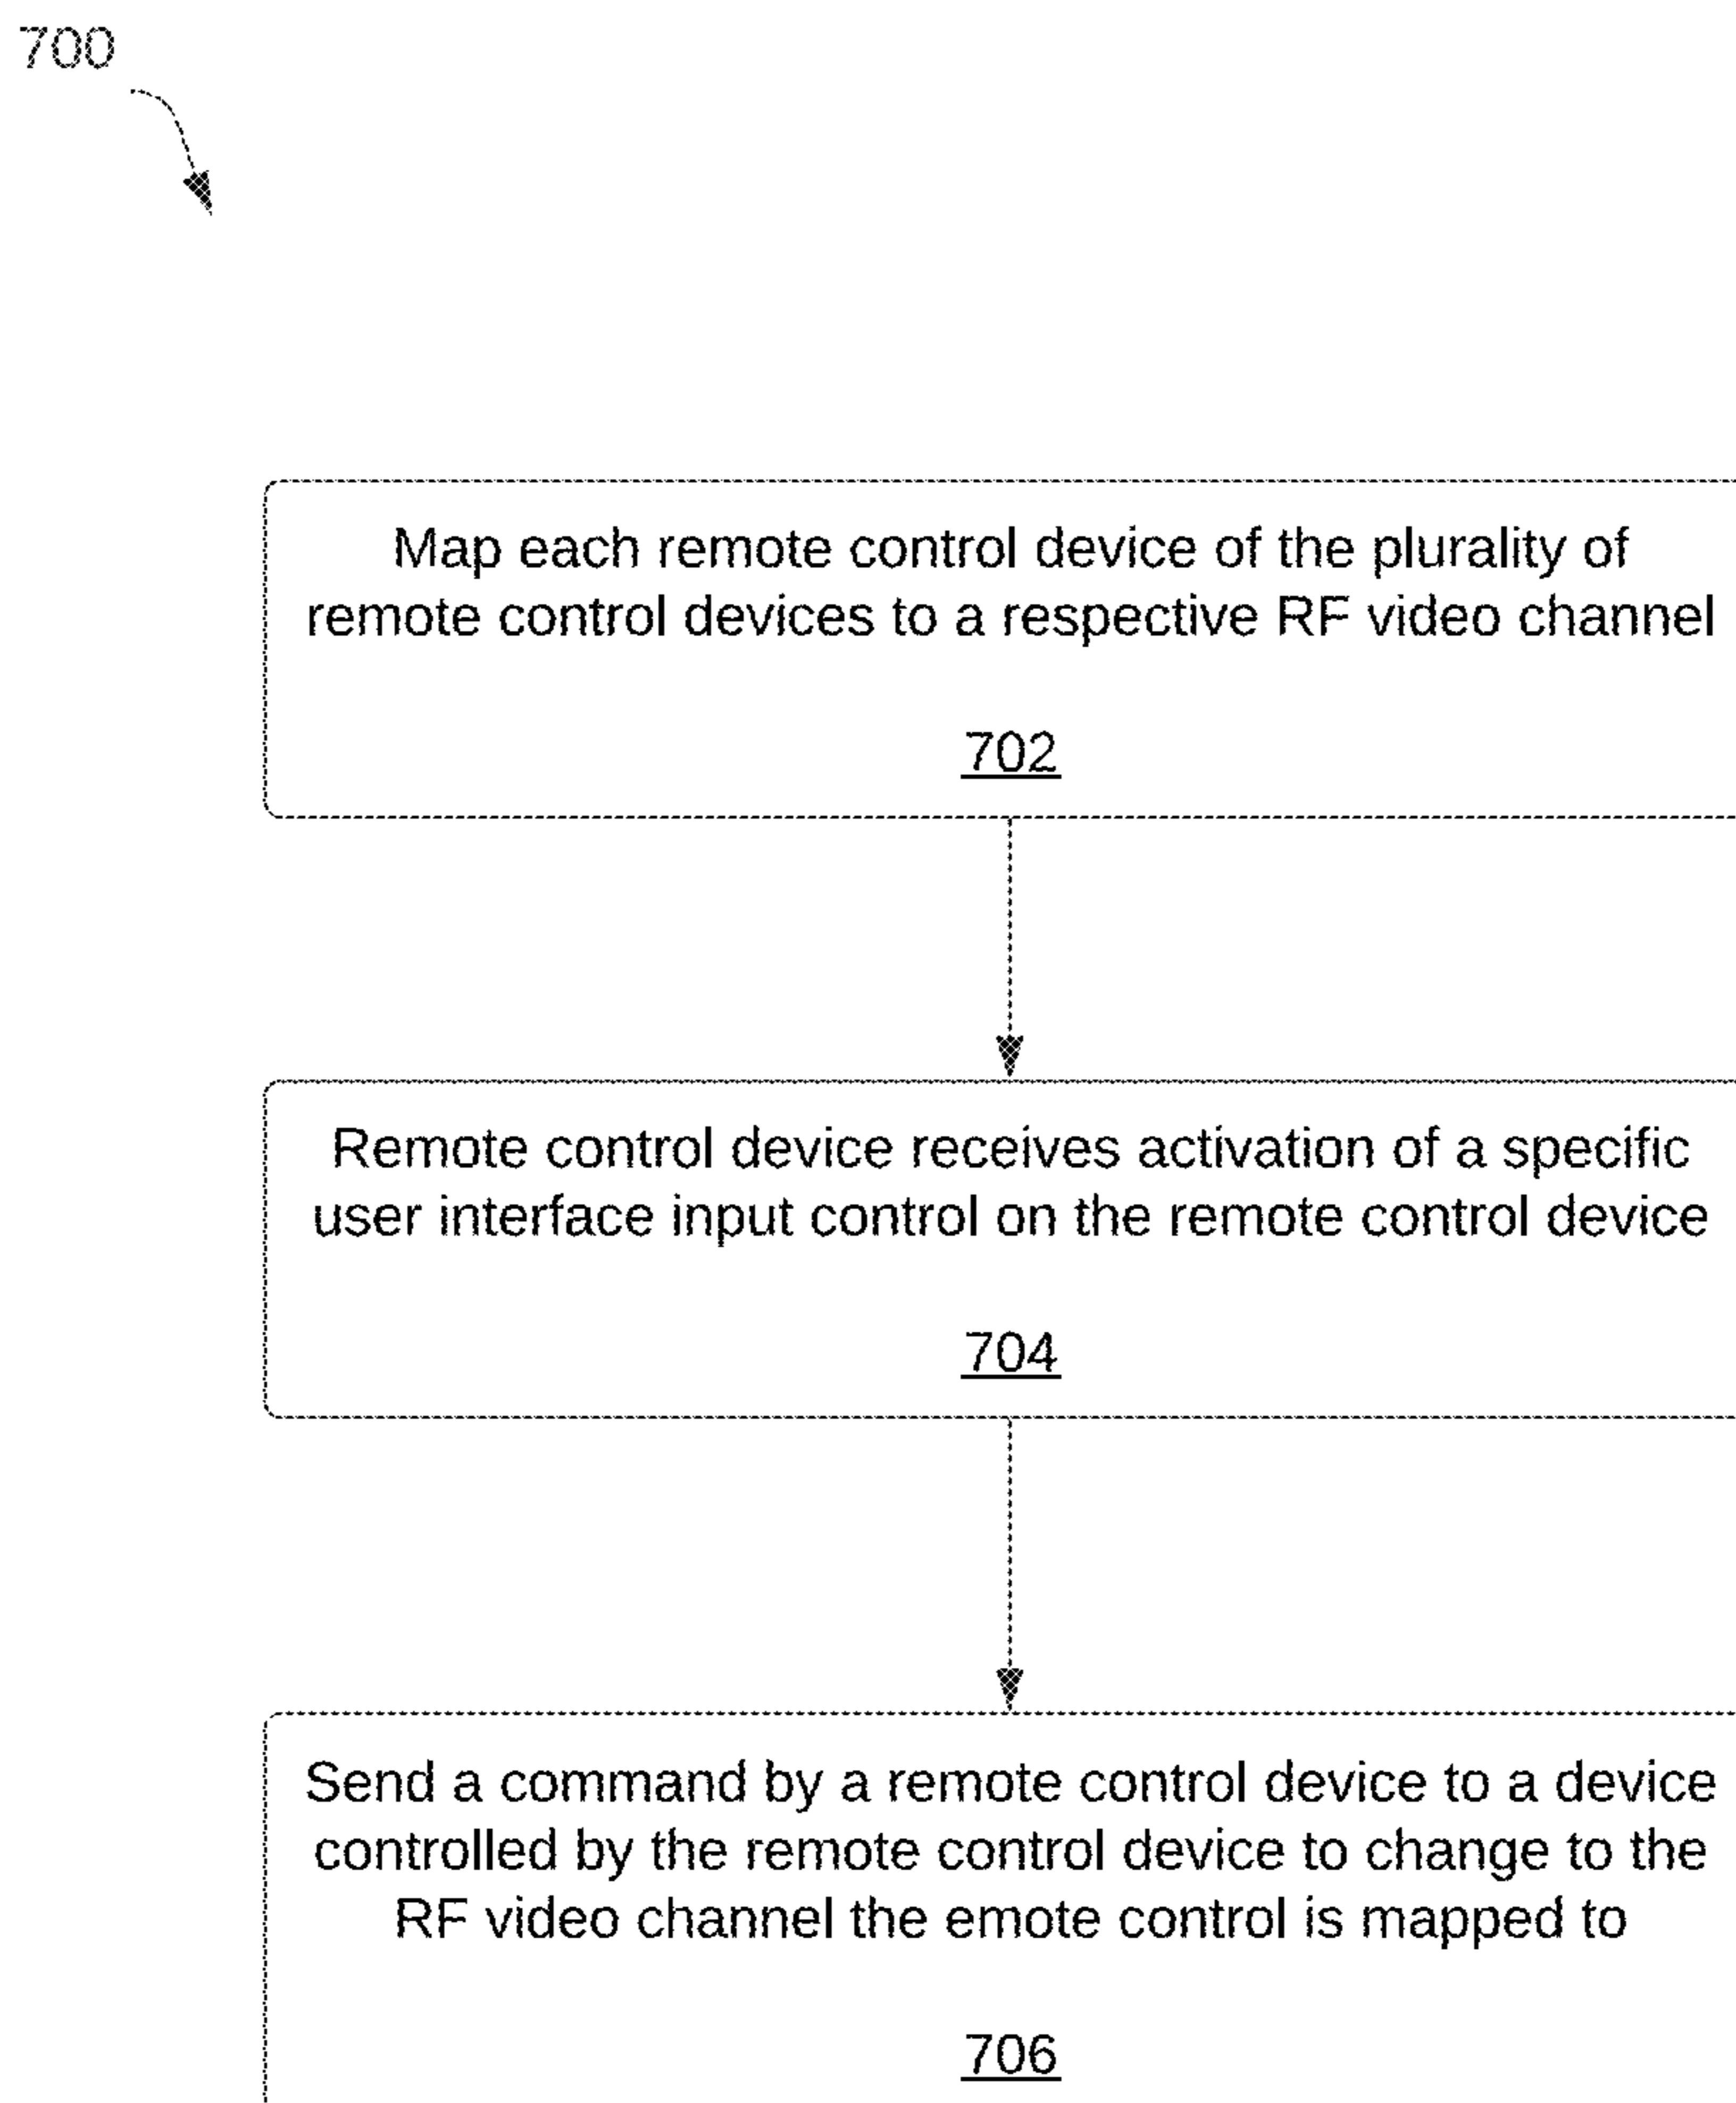 700
Map each remote control device of the plurality of
remote control devices to a respective RF video channel
702
Remote control device receives activation of a specific
user interface input control on the remote control device
704
Send a command by a remote control device to a device
controlled by the remote control device to change to the
RF video channel the emote control is mapped to
706